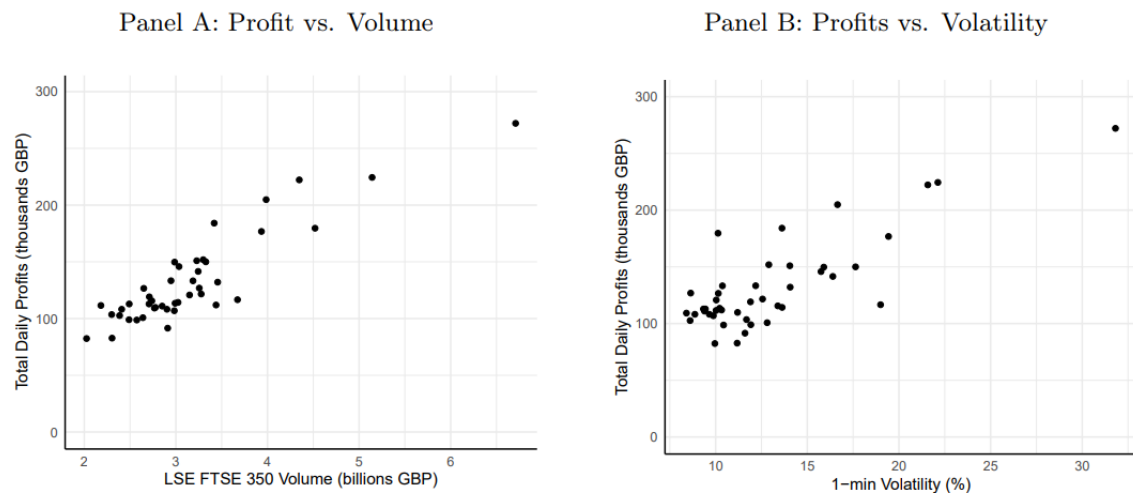 Panel A: Profit vs. Volume
Total Daily Profits (thousands GBP)
300
200
100
0
2 3 4 5 6
LSE FTSE 350 Volume (billions GBP)
Panel B: Profits vs. Volatility
Total Daily Profits (thousands GBP)
300
200
100
0
10 15 20 25 30
1−min Volatility (%)